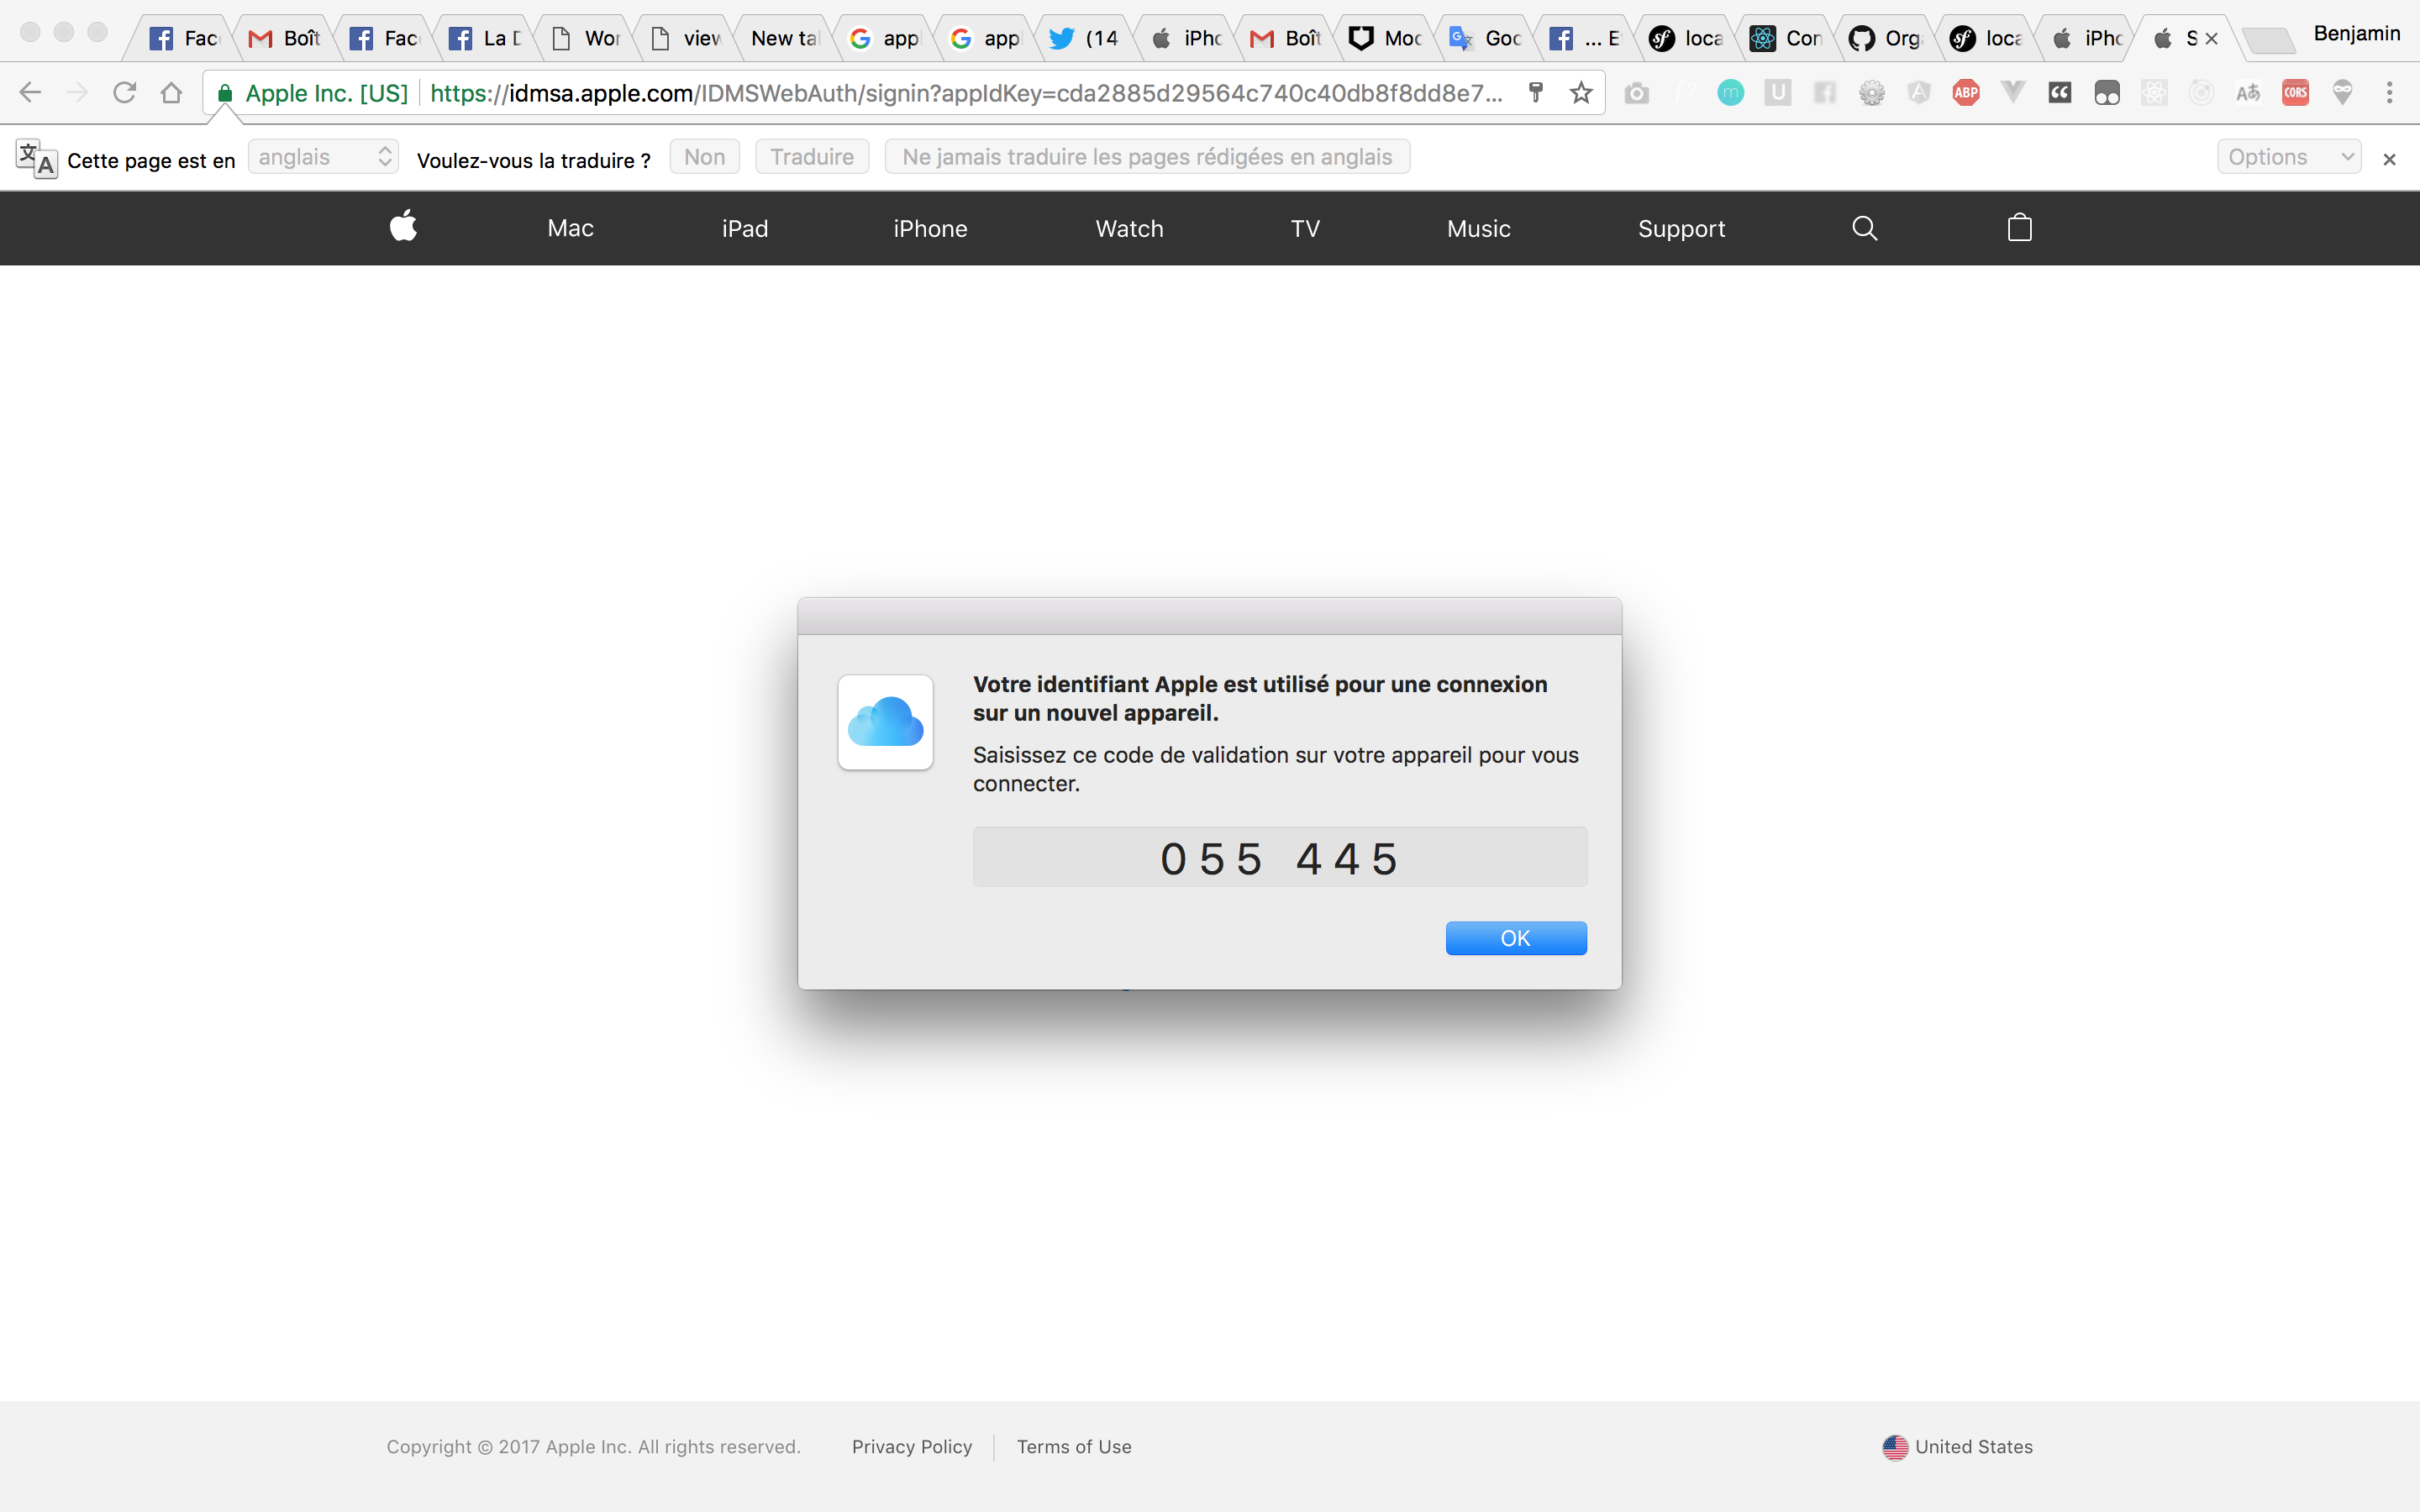 Fac Boît Fac La D Wor view New tal appl appl (14 iPho Boît Moc Goo ... E loca Con Org loca iPho S Benjamin
Apple Inc. [US] https://idmsa.apple.com/IDMSWebAuth/signin?appIdKey=cda2885d29564c740c40db8f8dd8e7...
Cette page est en anglais Voulez-vous la traduire ? Non Traduire Ne jamais traduire les pages rédigées en anglais Options
Mac iPad iPhone Watch TV Music Support
Votre identifiant Apple est utilisé pour une connexion
sur un nouvel appareil.
Saisissez ce code de validation sur votre appareil pour vous
connecter.
055 445
OK
Copyright © 2017 Apple Inc. All rights reserved. Privacy Policy Terms of Use United States